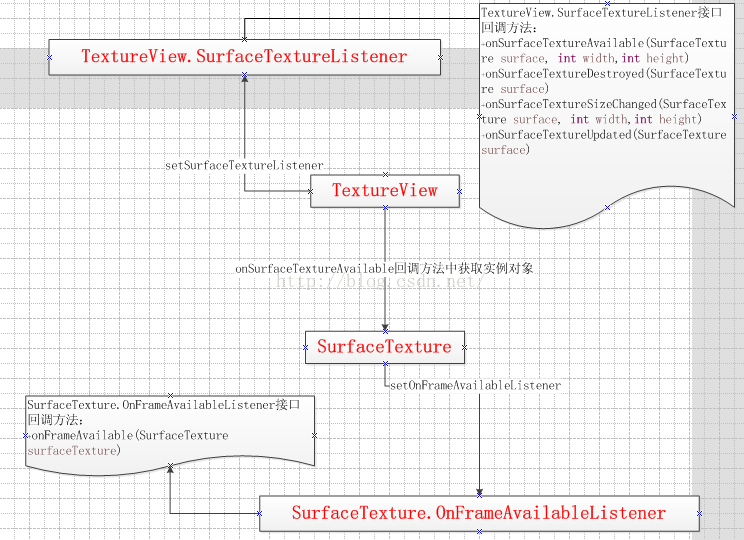 TextureView.SurfaceTextureListener接口
回调方法:
-onSurfaceTextureAvailable(SurfaceTextu
re surface, int width,int height)
-onSurfaceTextureDestroyed(SurfaceTextu
re surface)
-onSurfaceTextureSizeChanged(SurfaceTex
ture surface, int width,int height)
-onSurfaceTextureUpdated(SurfaceTexture
surface)
TextureView.SurfaceTextureListener
setSurfaceTextureListener
TextureView
onSurfaceTextureAvailable回调方法中获取实例对象
http://blog.csdn.net/
SurfaceTexture
setOnFrameAvailableListener
SurfaceTexture.OnFrameAvailableListener接口
回调方法:
-onFrameAvailable(SurfaceTexture
surfaceTexture)
SurfaceTexture.OnFrameAvailableListener